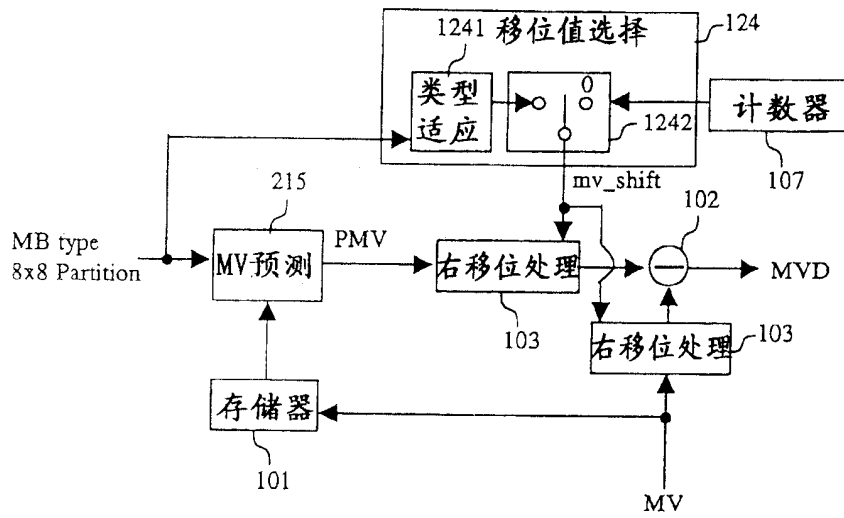 1241
移位值选择
124
类型
适应
0
计数器
1242
107
mv_shift
215
102
MB type
8x8 Partition
MV预测
PMV
右移位处理
MVD
103
右移位处理
103
存储器
101
MV